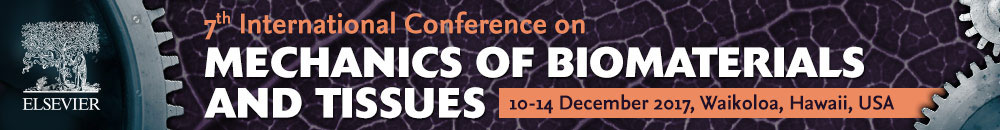 ELSEVIER
7th International Conference on
MECHANICS OF BIOMATERIALS
AND TISSUES
10-14 December 2017, Waikoloa, Hawaii, USA